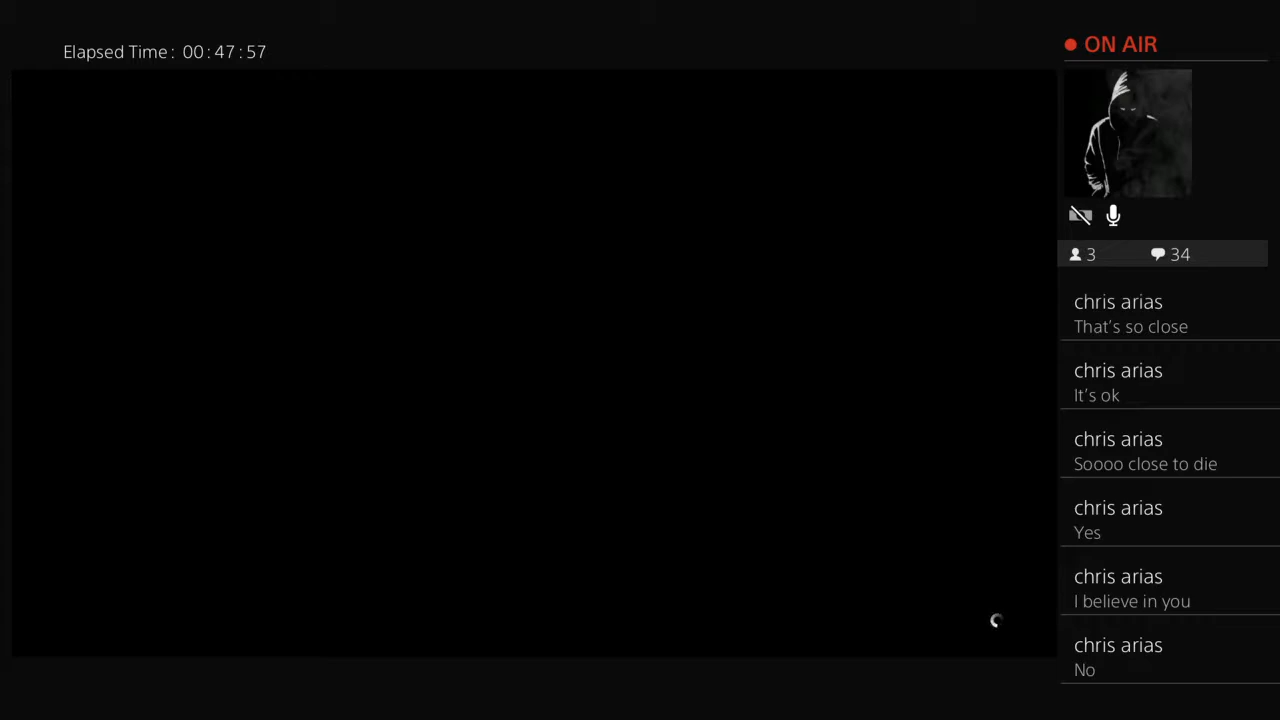 Elapsed Time: 00:47:57
ON AIR
3 34
chris arias
That's so close
chris arias
It's ok
chris arias
Soooo close to die
chris arias
Yes
chris arias
I believe in you
chris arias
No